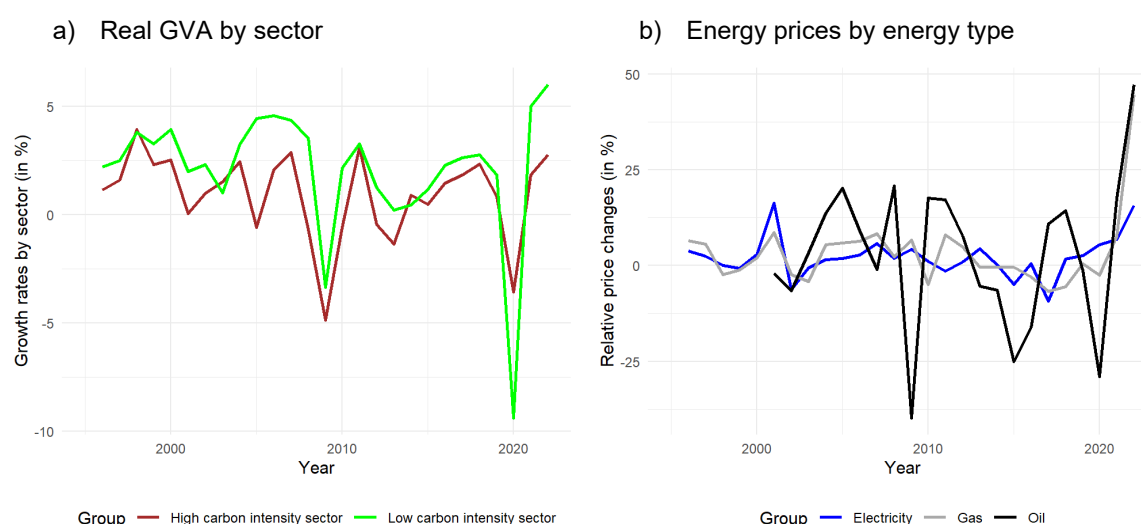 a) Real GVA by sector
Growth rates by sector (in %)
5
0
-5
-10
2000
2010
2020
Year
Group High carbon intensity sector Low carbon intensity sector
b) Energy prices by energy type
Relative price changes (in %)
50
25
0
-25
2000
2010
2020
Year
Group Electricity Gas Oil